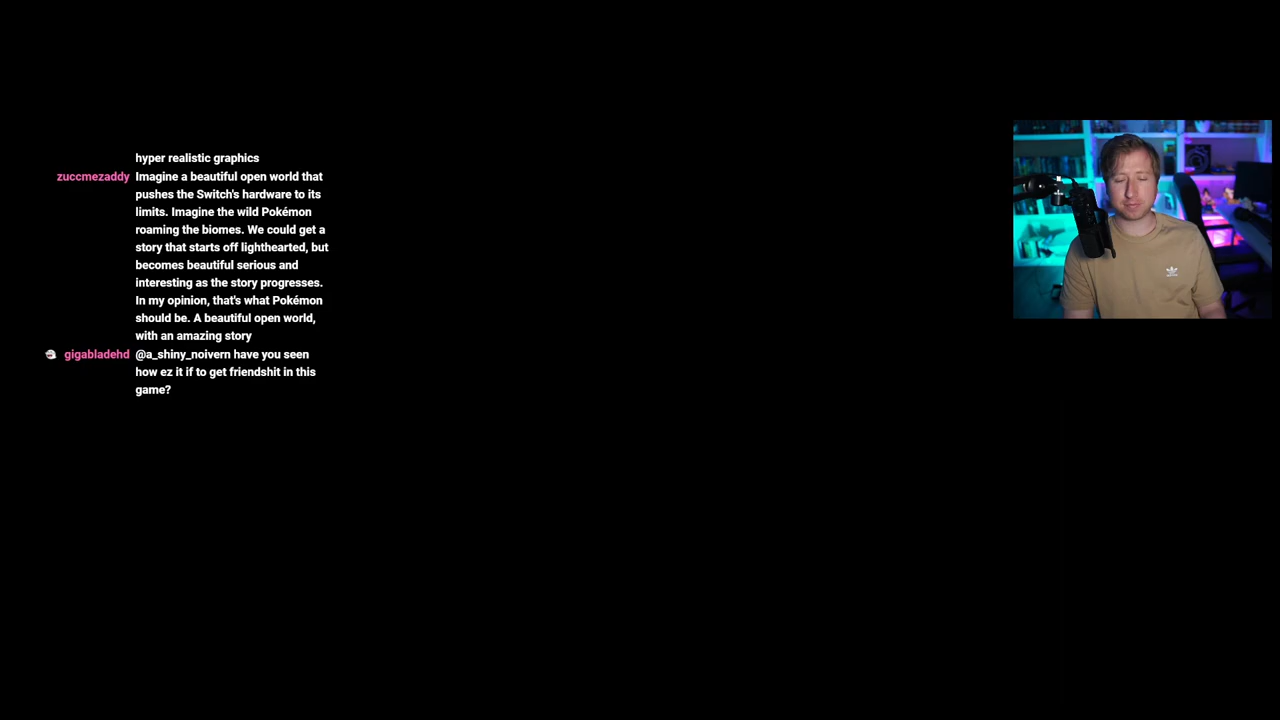 hyper realistic graphics
zuccmezaddy Imagine a beautiful open world that
pushes the Switch's hardware to its
limits. Imagine the wild Pokémon
roaming the biomes. We could get a
story that starts off lighthearted, but
becomes beautiful serious and
interesting as the story progresses.
In my opinion, that's what Pokémon
should be. A beautiful open world,
with an amazing story
gigabladehd @a_shiny_noivern have you seen
how ez it if to get friendshit in this
game?